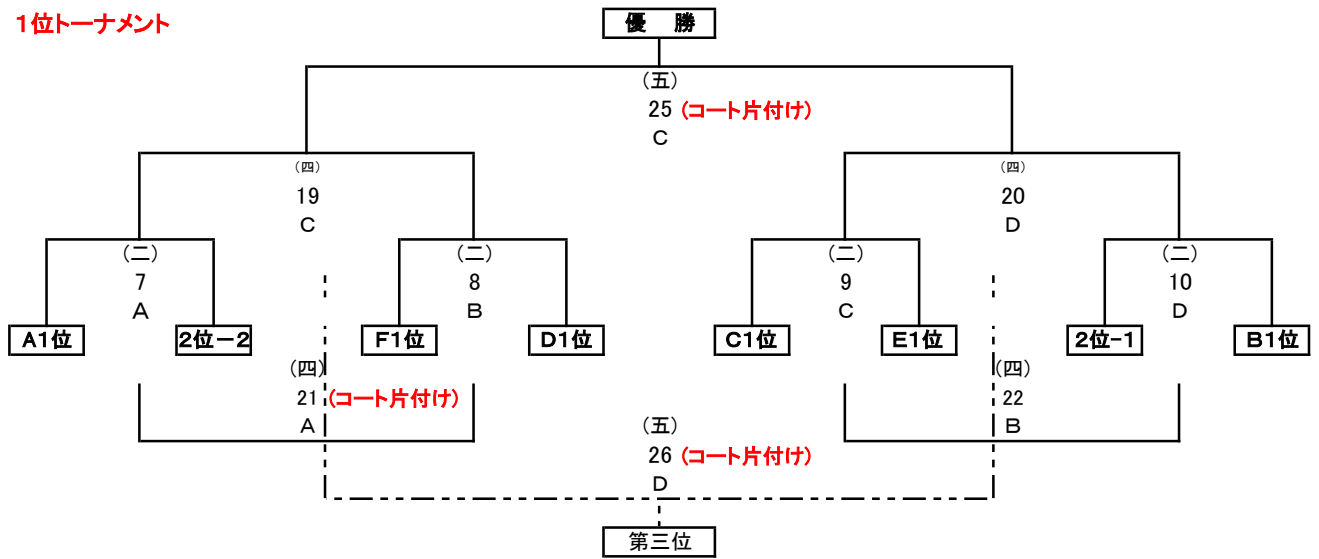 1位トーナメント
優　勝
(五)
25 (コート片付け)
C
(四)
19
C
(四)
20
D
(二)
7
A
(二)
8
B
(二)
9
C
(二)
10
D
A1位
2位－2
F1位
D1位
C1位
E1位
2位-1
B1位
(四)
21 (コート片付け)
A
(四)
22
B
(五)
26 (コート片付け)
D
第三位